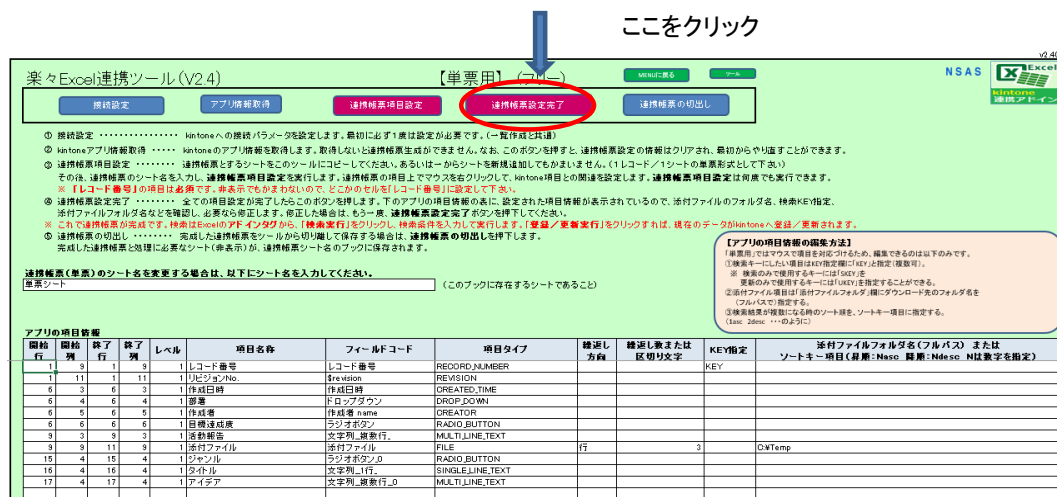 ここをクリック
v2.40
楽々Excel連携ツール(V2.4)
【単票用】 (フリー)
MENUに戻る
ツール
NSAS
Excel
kintone
連携アドイン
接続設定
アプリ情報取得
連携帳票項目設定
連携帳票設定完了
連携帳票の切出し
① 接続設定 ・・・・・・・・・・・・・・・・ kintoneへの接続パラメータを設定します。最初に必ず1度は設定が必要です。(一覧作成と共通)
② kintoneアプリ情報取得 ・・・・・ kintoneのアプリ情報を取得します。取得しないと連携帳票生成ができません。なお、このボタンを押すと、連携帳票設定の情報はクリアされ、最初からやり直すことができます。
③ 連携帳票項目設定 ・・・・・・・・ 連携帳票とするシートをこのツールにコピーしてください。あるいは一からシートを新規追加してもかまいません。(1レコード/1シートの単票形式として下さい)
その後、連携帳票項目設定を実行します。連携帳票の項目上でマウスを右クリックして、kintone項目との関連を設定します。連携帳票項目設定は何度でも実行できます。
※ 「レコード番号」の項目は必須です。非表示でもかまわないので、どこかのセルを「レコード番号」に設定して下さい。
④ 連携帳票設定完了 ・・・・・・・・ 全ての項目設定が完了したらこのボタンを押します。下のアプリの項目情報の表に、設定された項目情報が表示されているので、添付ファイルのフォルダ名、検索KEY指定、
添付ファイルフォルダ名などを確認し、必要なら修正します。修正した場合は、もう一度、連携帳票設定完了ボタンを押下してください。
※ これで連携帳票が完成です。検索はExcelのアドインタグから、「検索実行」をクリックし、検索条件を入力して実行します。「登録/更新実行」をクリックすれば、現在のデータがkintoneへ登録/更新されます。
⑤ 連携帳票の切出し ・・・・・・・・ 完成した連携帳票をツールから切り離して保存する場合は、連携帳票の切出しを押下します。
完成した連携帳票と処理に必要なシート(非表示)が、連携帳票シート名のブックに保存されます。
【アプリの項目情報の編集方法】
「単票用」ではマウスで項目を対応づけるため、編集できるのは以下のみです。
①検索キーにしたい項目はKEY指定欄に「KEY」と指定(複数可)。
※ 検索のみで使用するキーには「SKEY」を
更新のみで使用するキーには「UKEY」を指定することができる。
②添付ファイル項目は「添付ファイルフォルダ」欄にダウンロード先のフォルダ名を
(フルパスで)指定する。
③検索結果が複数になる時のソート順を、ソートキー項目に指定する。
(1asc 2desc ・・・のように)
連携帳票(単票)のシート名を変更する場合は、以下にシート名を入力してください。
単票シート
(このブックに存在するシートであること)
アプリの項目情報
開始行 開始列 終了行 終了列 レベル 項目名称 フィールドコード 項目タイプ 繰返し方向 繰返し数または区切り文字 KEY指定 添付ファイルフォルダ名(フルパス) または ソートキー項目(昇順:Nasc 降順:Ndesc Nは数字を指定)
1 9 1 9 1 レコード番号 レコード番号 RECORD_NUMBER KEY
1 11 1 11 1 リビジョンNo. $revision REVISION
6 3 6 3 1 作成日時 作成日時 CREATED_TIME
6 4 6 4 1 部署 ドロップダウン DROP_DOWN
6 5 6 5 1 作成者 作成者 name CREATOR
6 6 6 6 1 目標達成度 ラジオボタン RADIO_BUTTON
9 3 9 3 1 活動報告 文字列_複数行_ MULTI_LINE_TEXT
9 9 11 9 1 添付ファイル 添付ファイル FILE 行 3 C:¥Temp
15 4 15 4 1 ジャンル ラジオボタン_0 RADIO_BUTTON
16 4 16 4 1 タイトル 文字列_1行_ SINGLE_LINE_TEXT
17 4 17 4 1 アイデア 文字列_複数行_0 MULTI_LINE_TEXT